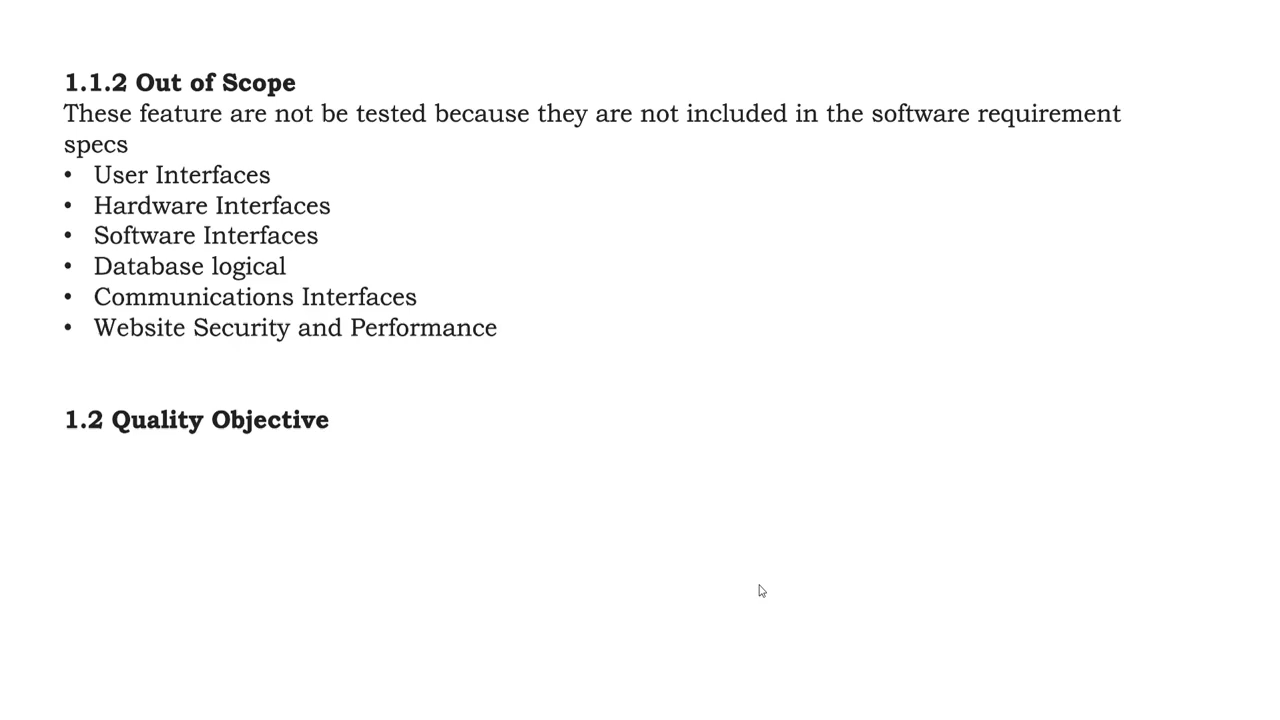 1.1.2 Out of Scope
These feature are not be tested because they are not included in the software requirement
specs
• User Interfaces
• Hardware Interfaces
• Software Interfaces
• Database logical
• Communications Interfaces
• Website Security and Performance
1.2 Quality Objective